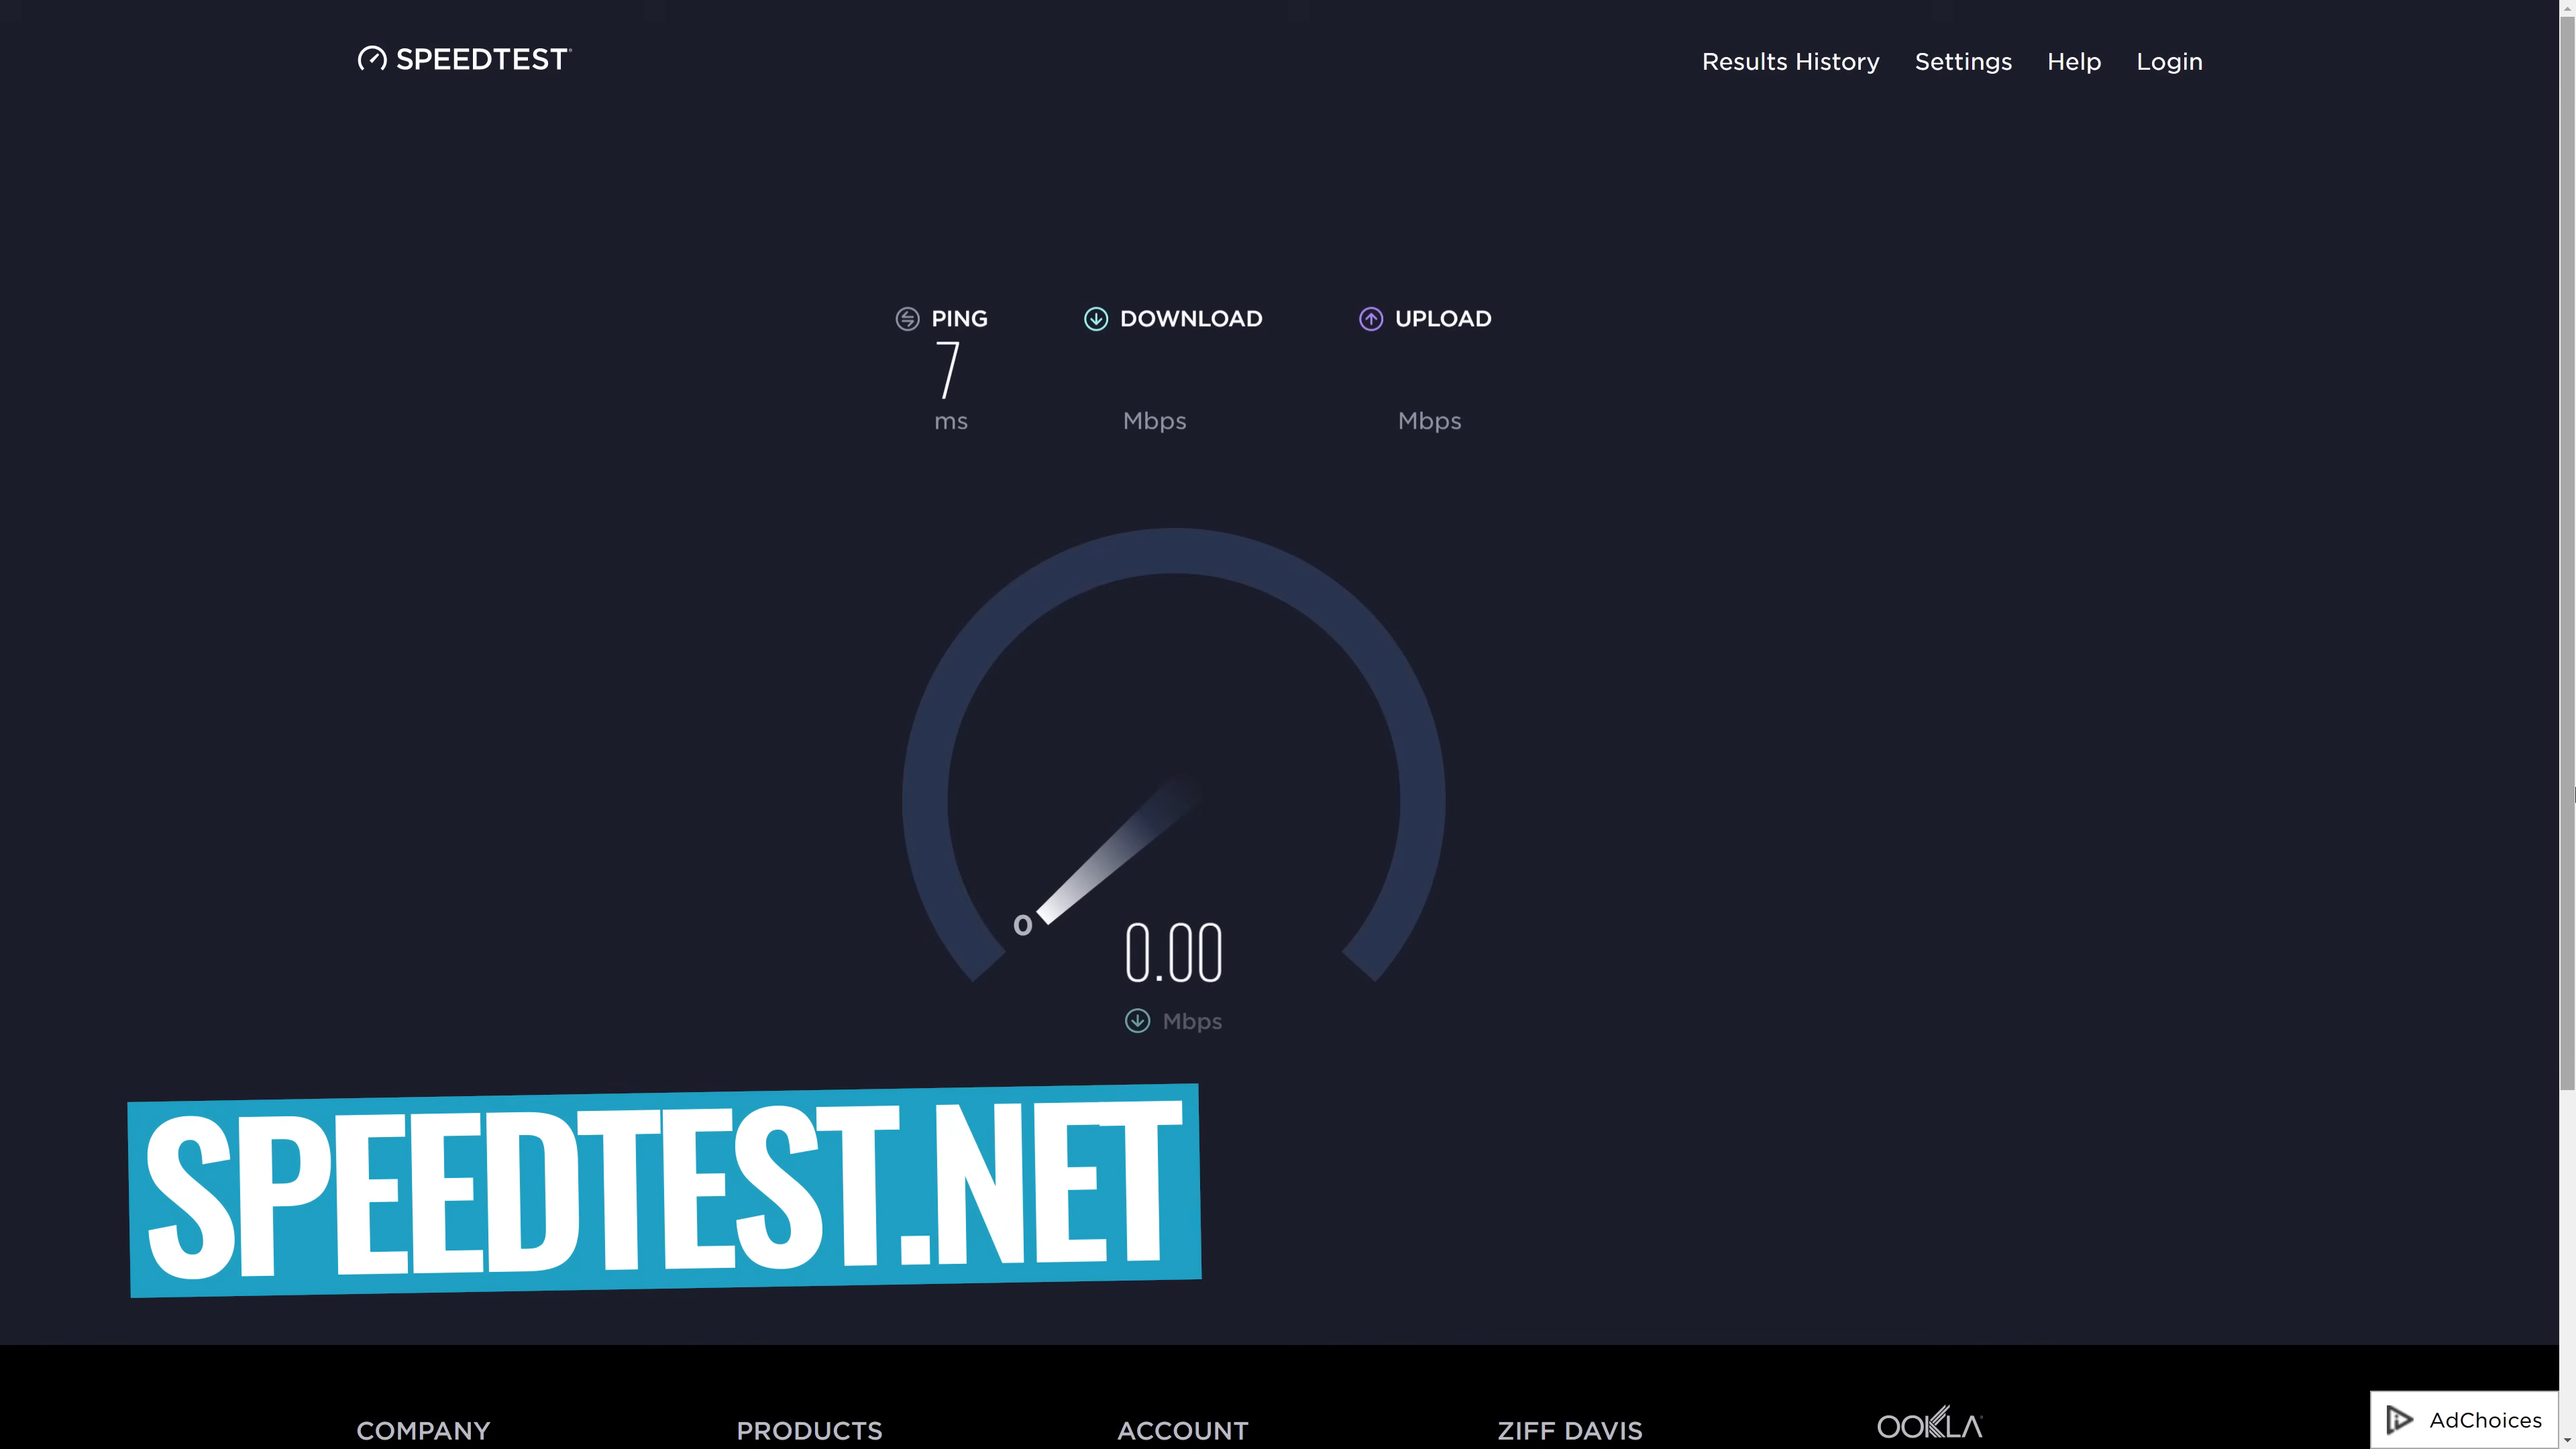 SPEEDTEST
Results History Settings Help Login
PING DOWNLOAD UPLOAD
7
ms Mbps Mbps
0
0.00
Mbps
SPEEDTEST.NET
COMPANY PRODUCTS ACCOUNT ZIFF DAVIS OOKLA
AdChoices